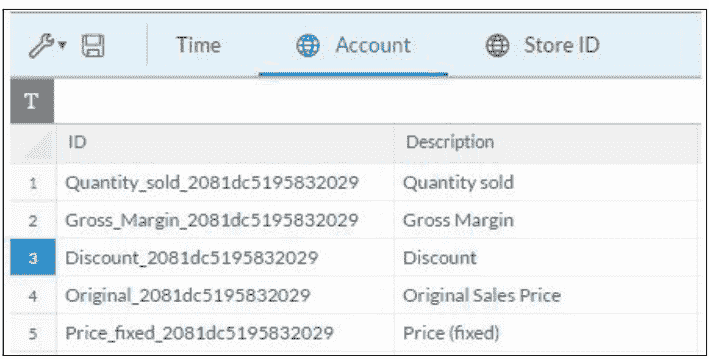 Time Account Store ID
T
ID Description
1 Quantity_sold_2081dc5195832029 Quantity sold
2 Gross_Margin_2081dc5195832029 Gross Margin
3 Discount_2081dc5195832029 Discount
4 Original_2081dc5195832029 Original Sales Price
5 Price_fixed_2081dc5195832029 Price (fixed)